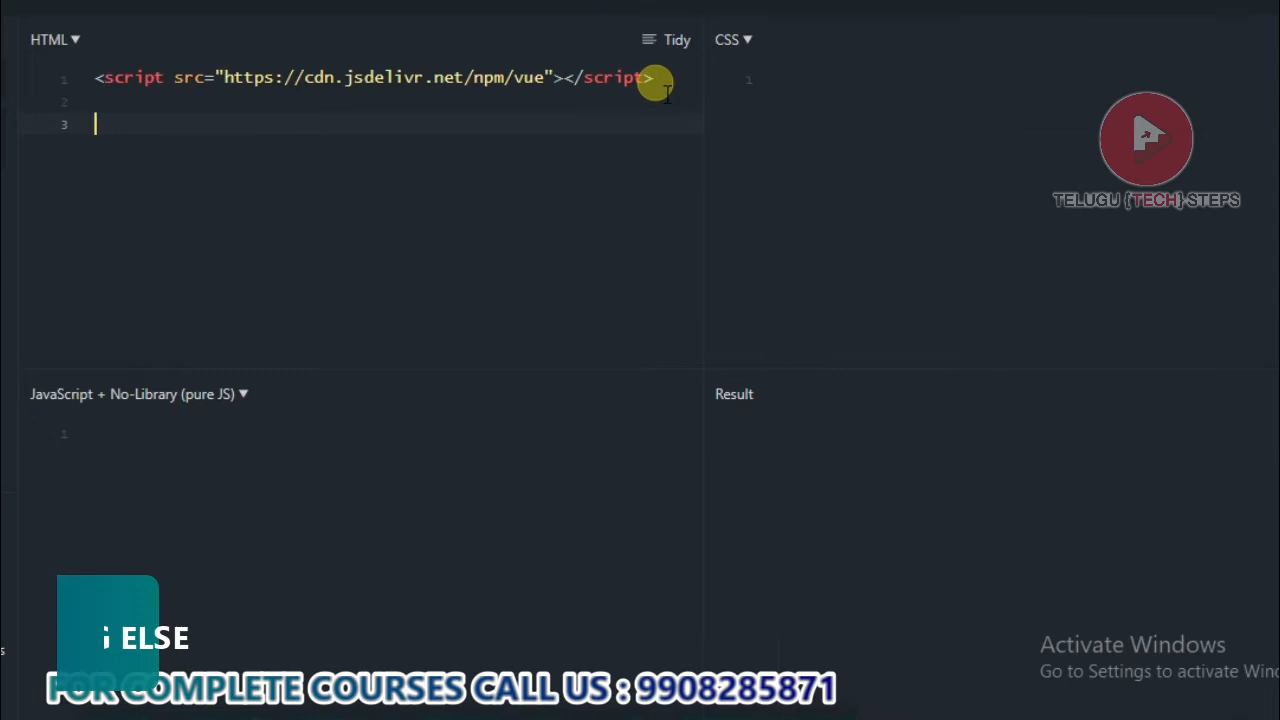 HTML ▼
Tidy
CSS ▼
1 <script src="https://cdn.jsdelivr.net/npm/vue"></script>
2
3
1
TELUGU {TECH} STEPS
JavaScript + No-Library (pure JS) ▼
1
Result
ELSE
FOR COMPLETE COURSES CALL US : 9908285871
Activate Windows
Go to Settings to activate